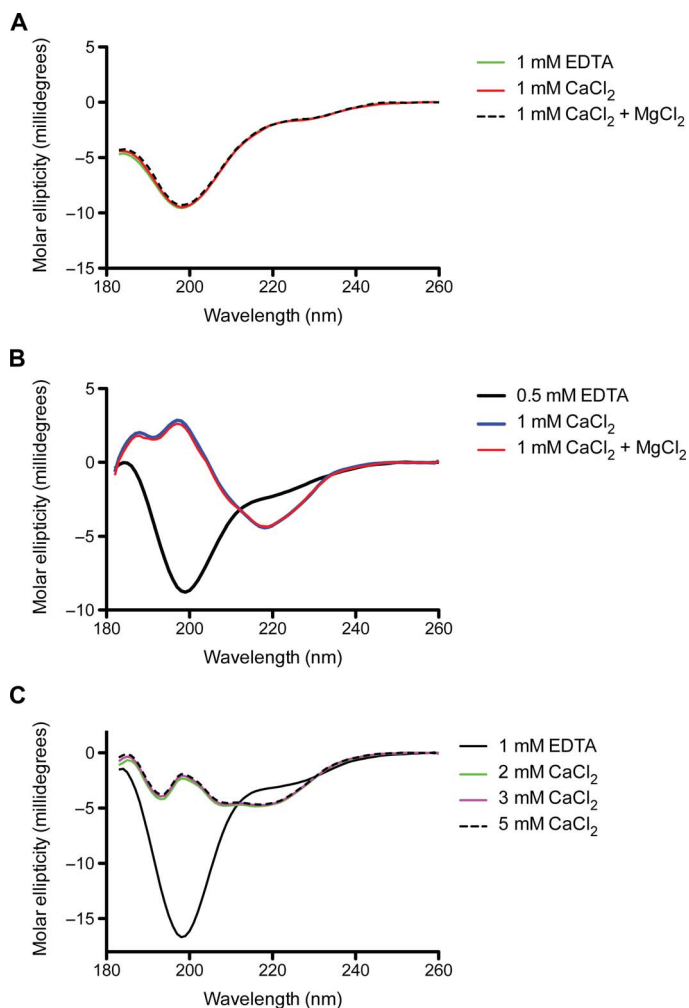 A
Molar ellipticity (millidegrees)
5
0
–5
–10
–15
180
200
220
240
260
Wavelength (nm)
1 mM EDTA
1 mM CaCl₂
1 mM CaCl₂ + MgCl₂
B
Molar ellipticity (millidegrees)
5
0
–5
–10
180
200
220
240
260
Wavelength (nm)
0.5 mM EDTA
1 mM CaCl₂
1 mM CaCl₂ + MgCl₂
C
Molar ellipticity (millidegrees)
0
–5
–10
–15
180
200
220
240
260
Wavelength (nm)
1 mM EDTA
2 mM CaCl₂
3 mM CaCl₂
5 mM CaCl₂